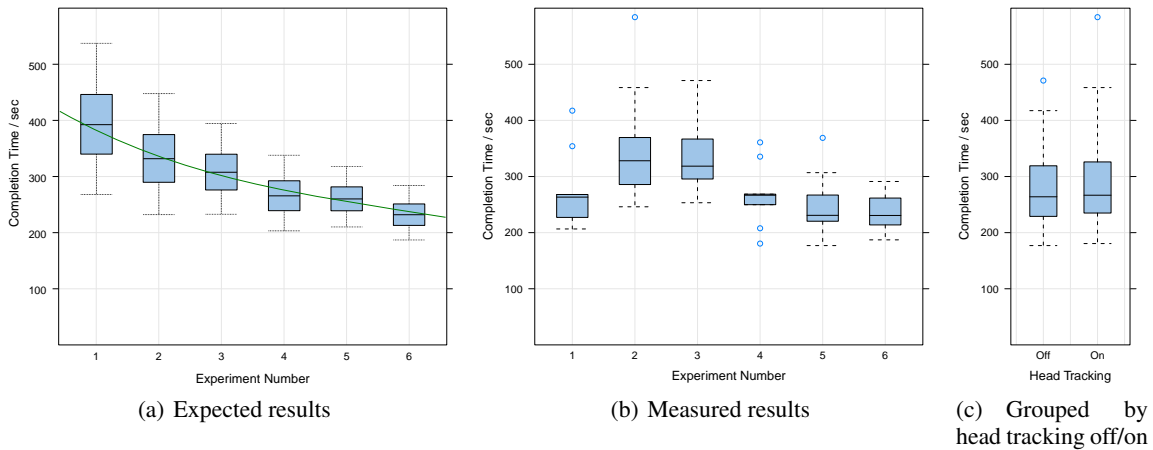 Completion Time / sec
500
400
300
200
100
1 2 3 4 5 6
Experiment Number
(a) Expected results
Completion Time / sec
500
400
300
200
100
1 2 3 4 5 6
Experiment Number
(b) Measured results
Completion Time / sec
500
400
300
200
100
Off On
Head Tracking
(c) Grouped by
head tracking off/on